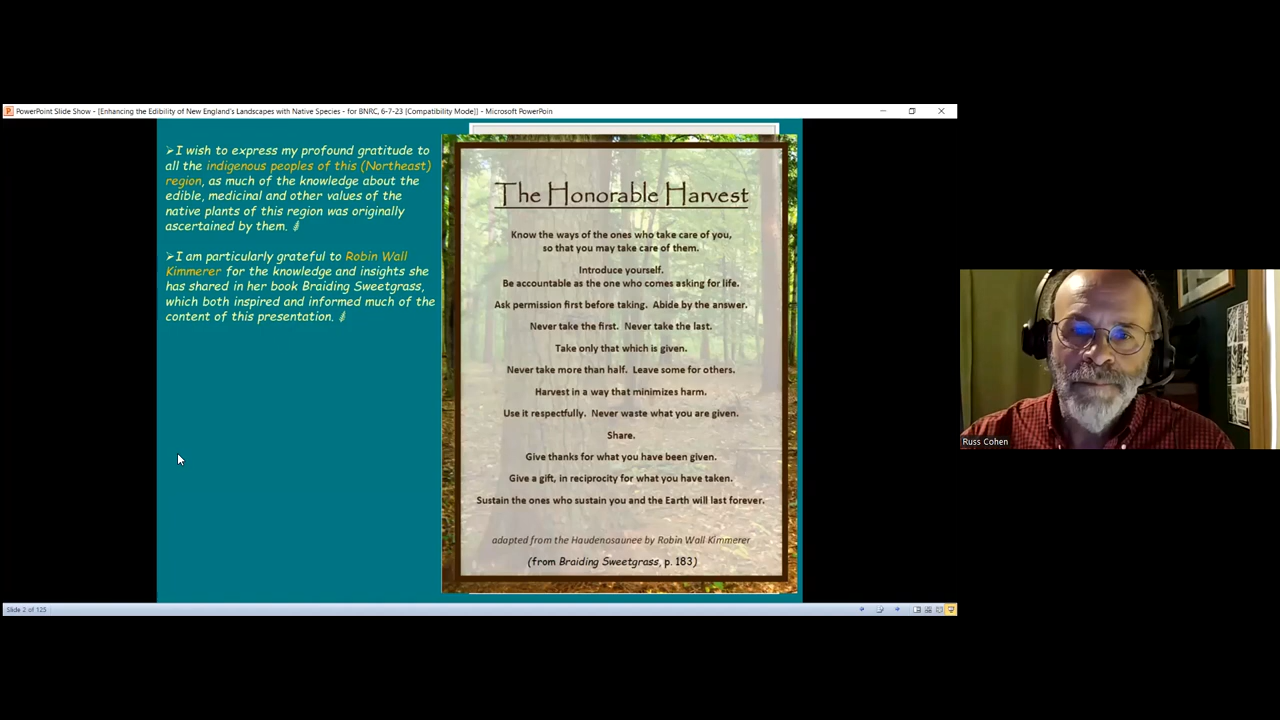 PowerPoint Slide Show - [Enhancing the Edibility of New England's Landscapes with Native Species - for BNRC, 6-7-23 [Compatibility Mode]] - Microsoft PowerPoin
➢I wish to express my profound gratitude to
all the indigenous peoples of this (Northeast)
region, as much of the knowledge about the
edible, medicinal and other values of the
native plants of this region was originally
ascertained by them.
➢I am particularly grateful to Robin Wall
Kimmerer for the knowledge and insights she
has shared in her book Braiding Sweetgrass,
which both inspired and informed much of the
content of this presentation.
The Honorable Harvest
Know the ways of the ones who take care of you,
so that you may take care of them.
Introduce yourself.
Be accountable as the one who comes asking for life.
Ask permission first before taking. Abide by the answer.
Never take the first. Never take the last.
Take only that which is given.
Never take more than half. Leave some for others.
Harvest in a way that minimizes harm.
Use it respectfully. Never waste what you are given.
Share.
Give thanks for what you have been given.
Give a gift, in reciprocity for what you have taken.
Sustain the ones who sustain you and the Earth will last forever.
adapted from the Haudenosaunee by Robin Wall Kimmerer
(from Braiding Sweetgrass, p. 183)
Russ Cohen
Slide 2 of 125